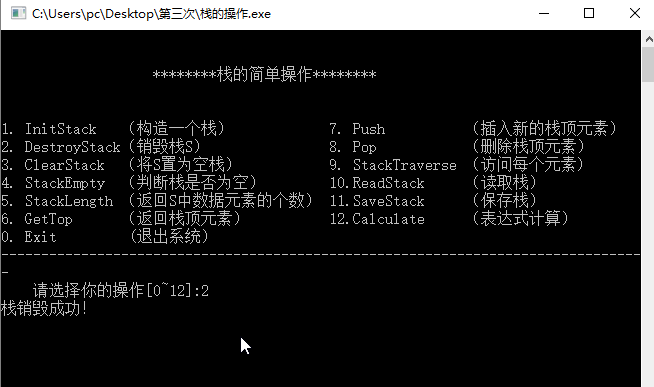 C:\Users\pc\Desktop\第三次\栈的操作.exe
********栈的简单操作********
1. InitStack (构造一个栈) 7. Push (插入新的栈顶元素)
2. DestroyStack(销毁栈S) 8. Pop (删除栈顶元素)
3. ClearStack (将S置为空栈) 9. StackTraverse (访问每个元素)
4. StackEmpty (判断栈是否为空) 10.ReadStack (读取栈)
5. StackLength (返回S中数据元素的个数) 11.SaveStack (保存栈)
6. GetTop (返回栈顶元素) 12.Calculate (表达式计算)
0. Exit (退出系统)
--------------------------------------------------------------------------------
-
请选择你的操作[0~12]:2
栈销毁成功!